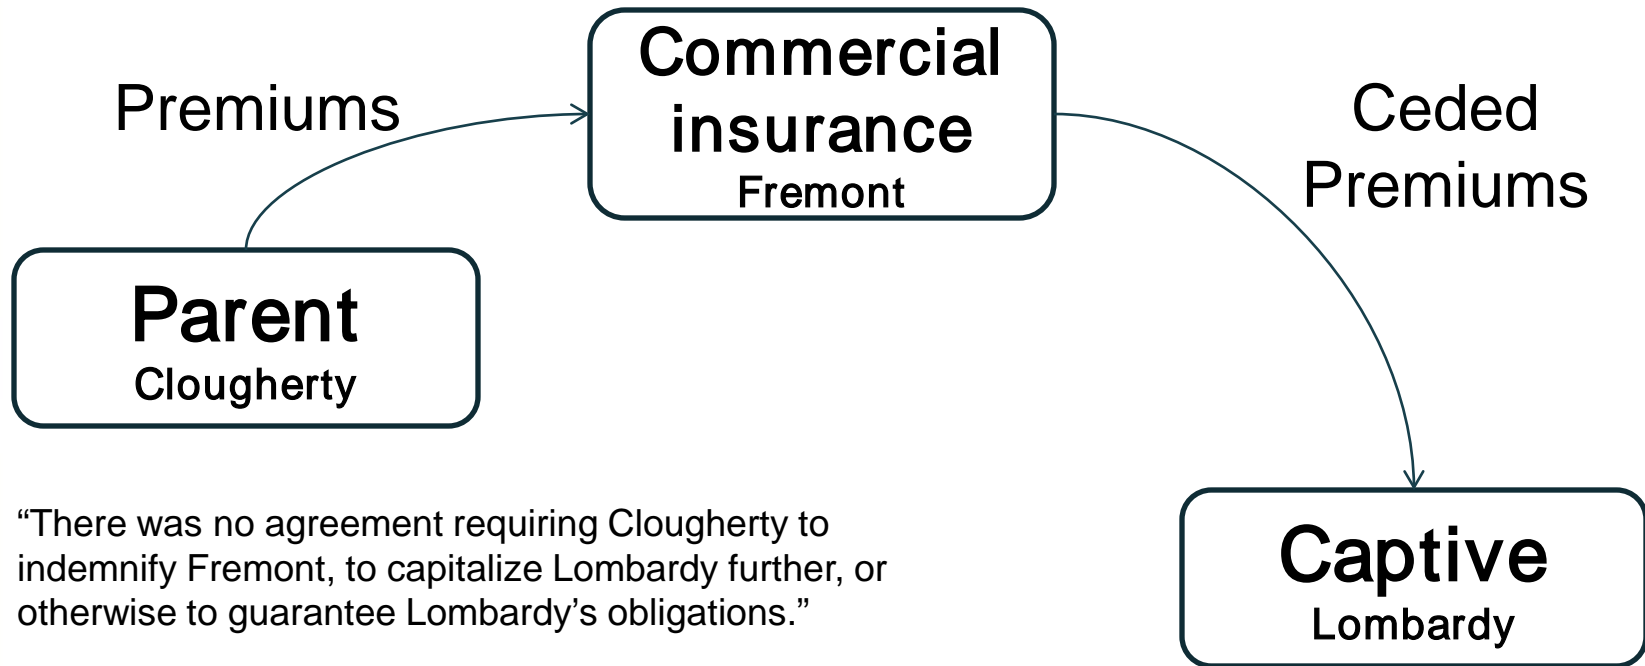 Commercial
insurance
Fremont
Premiums
Ceded
Premiums
Parent
Clougherty
“There was no agreement requiring Clougherty to
indemnify Fremont, to capitalize Lombardy further, or
otherwise to guarantee Lombardy’s obligations.”
Captive
Lombardy